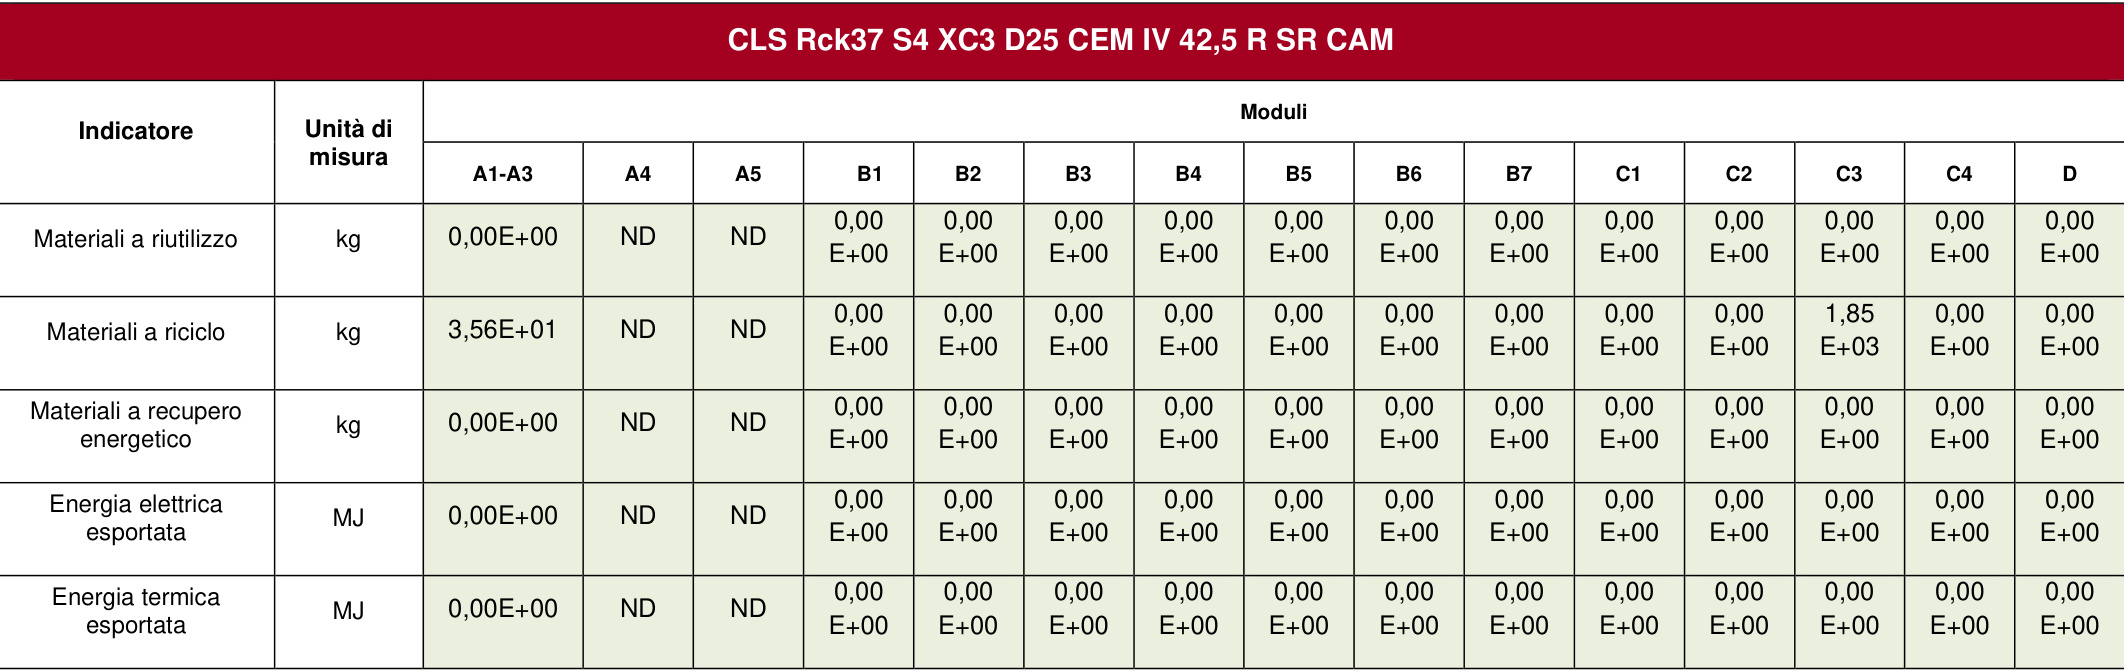 CLS Rck37 S4 XC3 D25 CEM IV 42,5 R SR CAM
Indicatore
Unità di
misura
Moduli
A1-A3 A4 A5 B1 B2 B3 B4 B5 B6 B7 C1 C2 C3 C4 D
Materiali a riutilizzo kg 0,00E+00 ND ND 0,00 0,00 0,00 0,00 0,00 0,00 0,00 0,00 0,00 0,00 0,00 0,00
E+00 E+00 E+00 E+00 E+00 E+00 E+00 E+00 E+00 E+00 E+00 E+00
Materiali a riciclo kg 3,56E+01 ND ND 0,00 0,00 0,00 0,00 0,00 0,00 0,00 0,00 0,00 1,85 0,00 0,00
E+00 E+00 E+00 E+00 E+00 E+00 E+00 E+00 E+00 E+03 E+00 E+00
Materiali a recupero
energetico kg 0,00E+00 ND ND 0,00 0,00 0,00 0,00 0,00 0,00 0,00 0,00 0,00 0,00 0,00 0,00
E+00 E+00 E+00 E+00 E+00 E+00 E+00 E+00 E+00 E+00 E+00 E+00
Energia elettrica
esportata MJ 0,00E+00 ND ND 0,00 0,00 0,00 0,00 0,00 0,00 0,00 0,00 0,00 0,00 0,00 0,00
E+00 E+00 E+00 E+00 E+00 E+00 E+00 E+00 E+00 E+00 E+00 E+00
Energia termica
esportata MJ 0,00E+00 ND ND 0,00 0,00 0,00 0,00 0,00 0,00 0,00 0,00 0,00 0,00 0,00 0,00
E+00 E+00 E+00 E+00 E+00 E+00 E+00 E+00 E+00 E+00 E+00 E+00